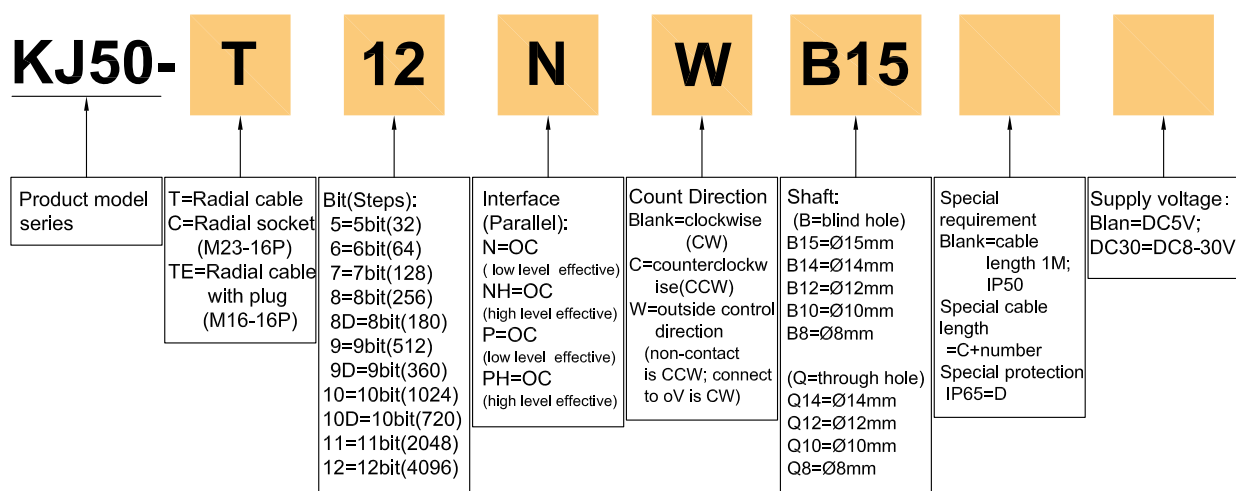 KJ50- T 12 N W B15
Product model
series
T=Radial cable
C=Radial socket
(M23-16P)
TE=Radial cable
with plug
(M16-16P)
Bit(Steps):
5=5bit(32)
6=6bit(64)
7=7bit(128)
8=8bit(256)
8D=8bit(180)
9=9bit(512)
9D=9bit(360)
10=10bit(1024)
10D=10bit(720)
11=11bit(2048)
12=12bit(4096)
Interface
(Parallel):
N=OC
( low level effective)
NH=OC
(high level effective)
P=OC
(low level effective)
PH=OC
(high level effective)
Count Direction
Blank=clockwise
(CW)
C=counterclockw
ise(CCW)
W=outside control
direction
(non-contact
is CCW; connect
to oV is CW)
Shaft:
(B=blind hole)
B15=Ø15mm
B14=Ø14mm
B12=Ø12mm
B10=Ø10mm
B8=Ø8mm
(Q=through hole)
Q14=Ø14mm
Q12=Ø12mm
Q10=Ø10mm
Q8=Ø8mm
Special
requirement
Blank=cable
length 1M;
IP50
Special cable
length
=C+number
Special protection
IP65=D
Supply voltage:
Blan=DC5V;
DC30=DC8-30V